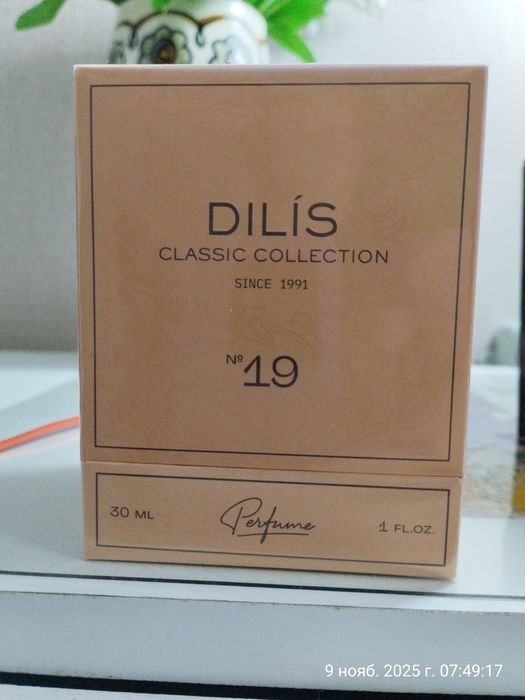 DILÍS
CLASSIC COLLECTION
SINCE 1991
№19
30 ML
Perfume
1 FL.OZ.
9 нояб. 2025 г. 07:49:17